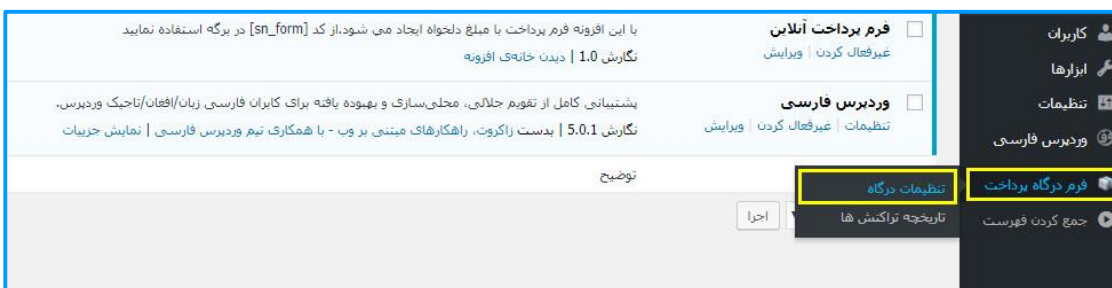 کاربران
ابزارها
تنظیمات
وردپرس فارسی
فرم درگاه پرداخت
جمع کردن فهرست
تنظیمات درگاه
تاریخچه تراکنش ها
فرم پرداخت آنلاین
غیرفعال کردن | ویرایش
با این افزونه فرم پرداخت با مبلغ دلخواه ایجاد می شود.از کد [sn_form] در برگه استفاده نمایید
نگارش 1.0 | دیدن خانه‌ی افزونه
وردپرس فارسی
تنظیمات | غیرفعال کردن | ویرایش
پشتیبانی کامل از تقویم جلالی، محلی‌سازی و بهبوده یافته برای کابران فارسی زبان/افغان/تاجیک وردپرس.
نگارش 5.0.1 | بدست زاکروت، راهکارهای مبتنی بر وب - با همکاری تیم وردپرس فارسی | نمایش جزییات
توضیح
اجرا